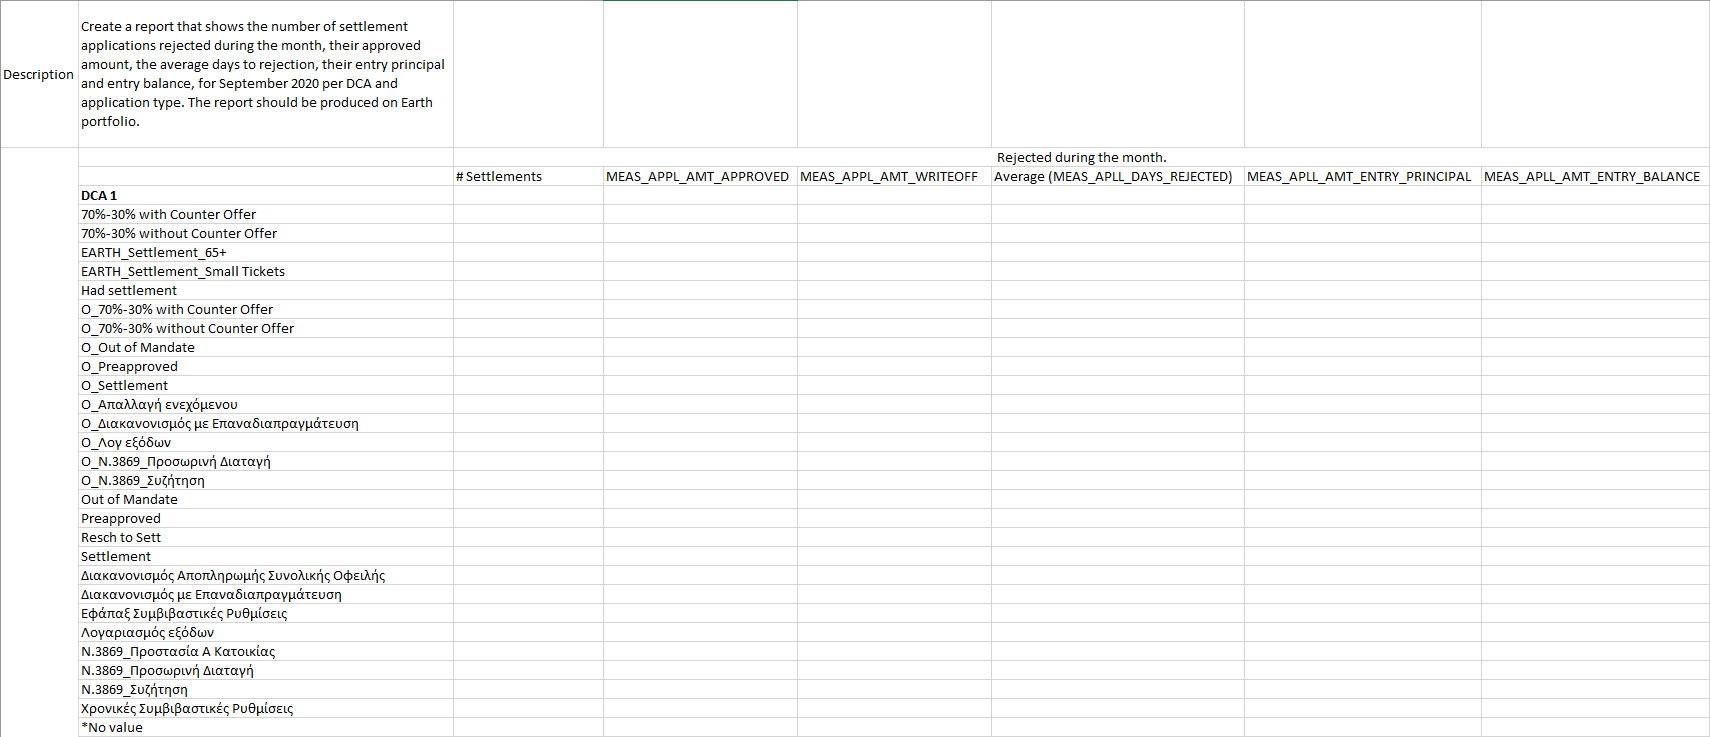 Description
Create a report that shows the number of settlement
applications rejected during the month, their approved
amount, the average days to rejection, their entry principal
and entry balance, for September 2020 per DCA and
application type. The report should be produced on Earth
portfolio.
Rejected during the month.
# Settlements MEAS_APPL_AMT_APPROVED MEAS_APPL_AMT_WRITEOFF Average (MEAS_APLL_DAYS_REJECTED) MEAS_APLL_AMT_ENTRY_PRINCIPAL MEAS_APLL_AMT_ENTRY_BALANCE
DCA 1
70%-30% with Counter Offer
70%-30% without Counter Offer
EARTH_Settlement_65+
EARTH_Settlement_Small Tickets
Had settlement
O_70%-30% with Counter Offer
O_70%-30% without Counter Offer
O_Out of Mandate
O_Preapproved
O_Settlement
O_Απαλλαγή ενεχόμενου
O_Διακανονισμός με Επαναδιαπραγμάτευση
O_Λογ εξόδων
O_Ν.3869_Προσωρινή Διαταγή
O_Ν.3869_Συζήτηση
Out of Mandate
Preapproved
Resch to Sett
Settlement
Διακανονισμός Αποπληρωμής Συνολικής Οφειλής
Διακανονισμός με Επαναδιαπραγμάτευση
Εφάπαξ Συμβιβαστικές Ρυθμίσεις
Λογαριασμός εξόδων
Ν.3869_Προστασία Α Κατοικίας
Ν.3869_Προσωρινή Διαταγή
Ν.3869_Συζήτηση
Χρονικές Συμβιβαστικές Ρυθμίσεις
*No value